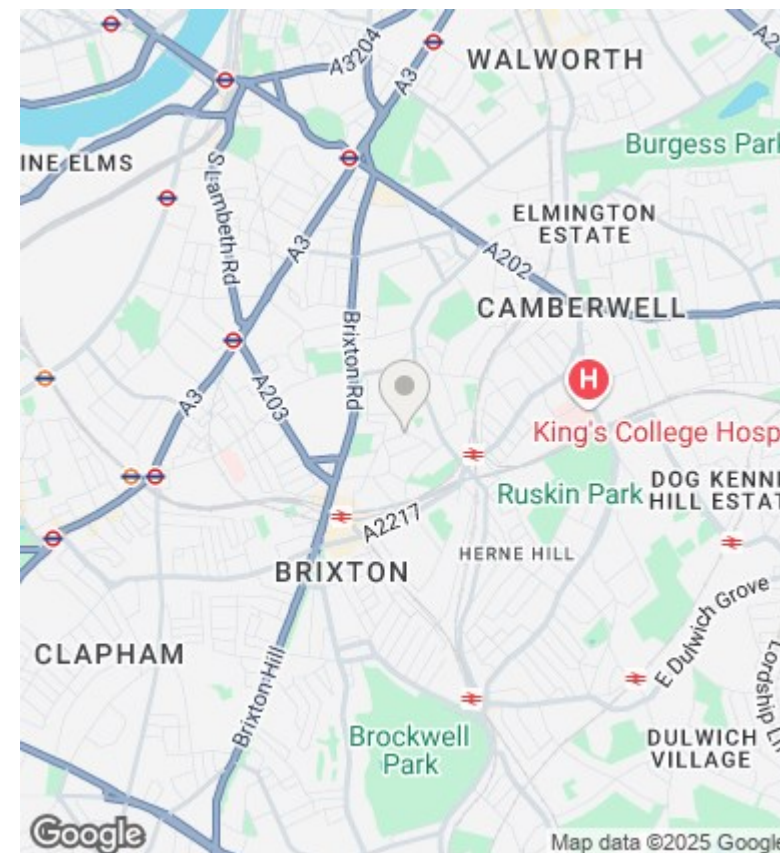 A3204
A3
WALWORTH
INE ELMS
Burgess Park
S Lambeth Rd
ELMINGTON
ESTATE
A3
A202
CAMBERWELL
Brixton Rd
A203
H
A3
King's College Hosp
Ruskin Park
DOG KENNE
HILL ESTAT
A2217
HERNE HILL
BRIXTON
E Dulwich Grove
CLAPHAM
Brixton Hill
Lordship L
Brockwell
Park
DULWICH
VILLAGE
Google
Map data ©2025 Google